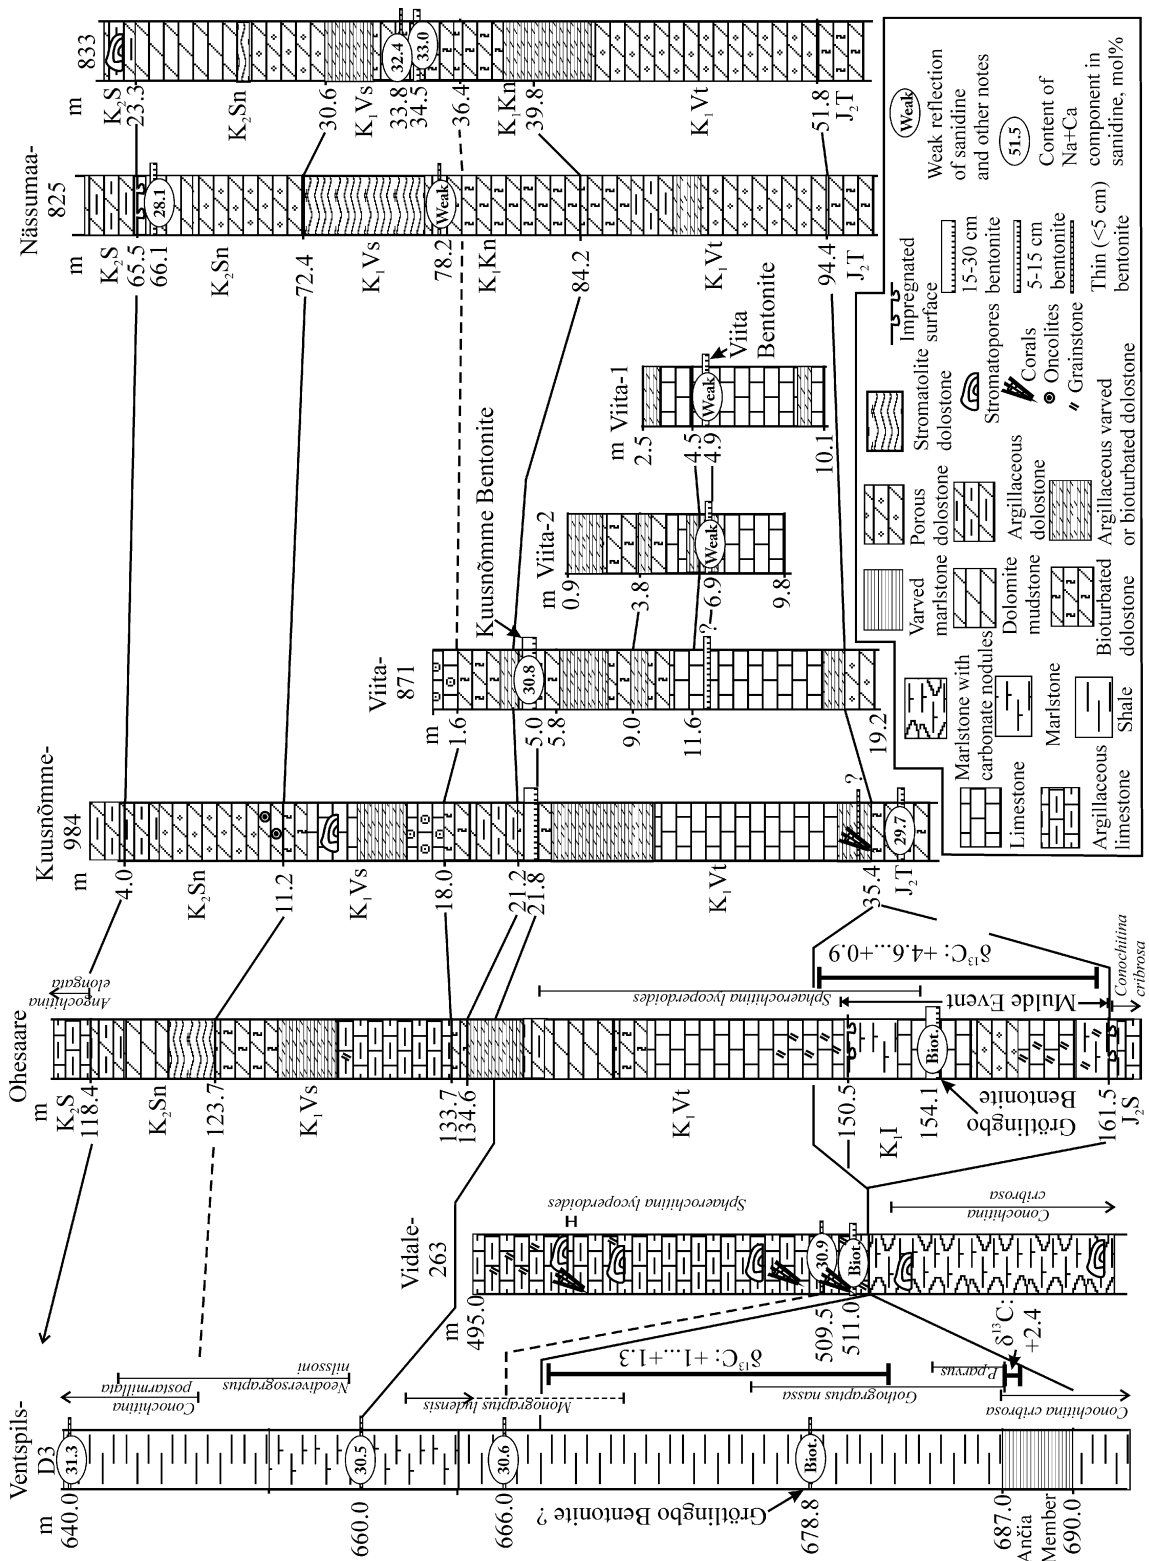 Ventspils-
D3
m
640.0
660.0
666.0
678.8
687.0
Ančia
Member
690.0
31.3
30.5
30.6
Biot.
Grötlingbo Bentonite ?
Conochitina
postarmillata
Neodiversograptus
nilssoni
Monograptus ludensis
Gothograptus nassa
P.parvus
Conochitina cribrosa
δ¹³C: +1...+1.3
δ¹³C:
+2.4
Vidale-
263
m
495.0
509.5
511.0
30.9
Biot.
Sphaerochitina lycoperdoides
Conochitina
cribrosa
Ohesaare
m
K₂S
118.4
K₂Sn
123.7
K₁Vs
133.7
134.6
K₁Vt
150.5
K₁I
154.1
161.5
J₂S
Biot.
Grötlingbo
Bentonite
Angochitina
elongata
Sphaerochitina lycoperdoides
Mulde Event
δ¹³C: +4.6...+0.9
Conochitina
cribrosa
Kuusnõmme-
984
m
4.0
K₂Sn
11.2
K₁Vs
18.0
21.2
21.8
K₁Vt
35.4
J₂T
29.7
?
Viita-
871
m
1.6
5.0
5.8
9.0
11.6
19.2
30.8
?
Kuusnõmme Bentonite
m Viita-2
0.9
3.8
6.9
9.8
Weak
m Viita-1
2.5
4.5
4.9
10.1
Weak
Viita
Bentonite
Nässumaa-
825
m
K₂S
65.5
66.1
K₂Sn
72.4
K₁Vs
78.2
K₁Kn
84.2
K₁Vt
94.4
J₂T
28.1
Weak
833
m
K₂S
23.3
K₂Sn
30.6
K₁Vs
33.8
34.5
36.4
K₁Kn
39.8
K₁Vt
51.8
J₂T
32.4
33.0
Limestone
Argillaceous
limestone
Marlstone with
carbonate nodules
Marlstone
Shale
Varved
marlstone
Dolomite
mudstone
Bioturbated
dolostone
Porous
dolostone
Argillaceous
dolostone
Argillaceous varved
or bioturbated dolostone
Stromatolite
dolostone
Stromatopores
Corals
Oncolites
Grainstone
Impregnated
surface
15-30 cm
bentonite
5-15 cm
bentonite
Thin (<5 cm)
bentonite
Weak
Weak reflection
of sanidine
and other notes
51.5
Content of
Na+Ca
component in
sanidine, mol%